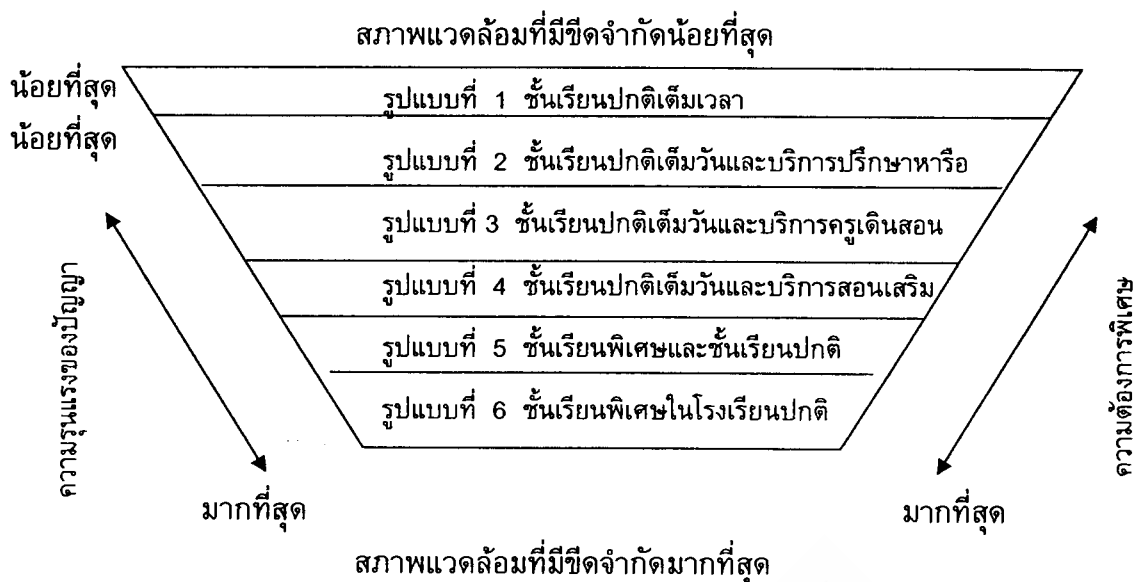 สภาพแวดล้อมที่มีขีดจำกัดน้อยที่สุด
น้อยที่สุด
น้อยที่สุด
รูปแบบที่ 1 ชั้นเรียนปกติเต็มเวลา
รูปแบบที่ 2 ชั้นเรียนปกติเต็มวันและบริการปรึกษาหารือ
รูปแบบที่ 3 ชั้นเรียนปกติเต็มวันและบริการครูเดินสอน
รูปแบบที่ 4 ชั้นเรียนปกติเต็มวันและบริการสอนเสริม
รูปแบบที่ 5 ชั้นเรียนพิเศษและชั้นเรียนปกติ
รูปแบบที่ 6 ชั้นเรียนพิเศษในโรงเรียนปกติ
ความรุนแรงของปัญญา
ความต้องการพิเศษ
มากที่สุด
มากที่สุด
สภาพแวดล้อมที่มีขีดจำกัดมากที่สุด